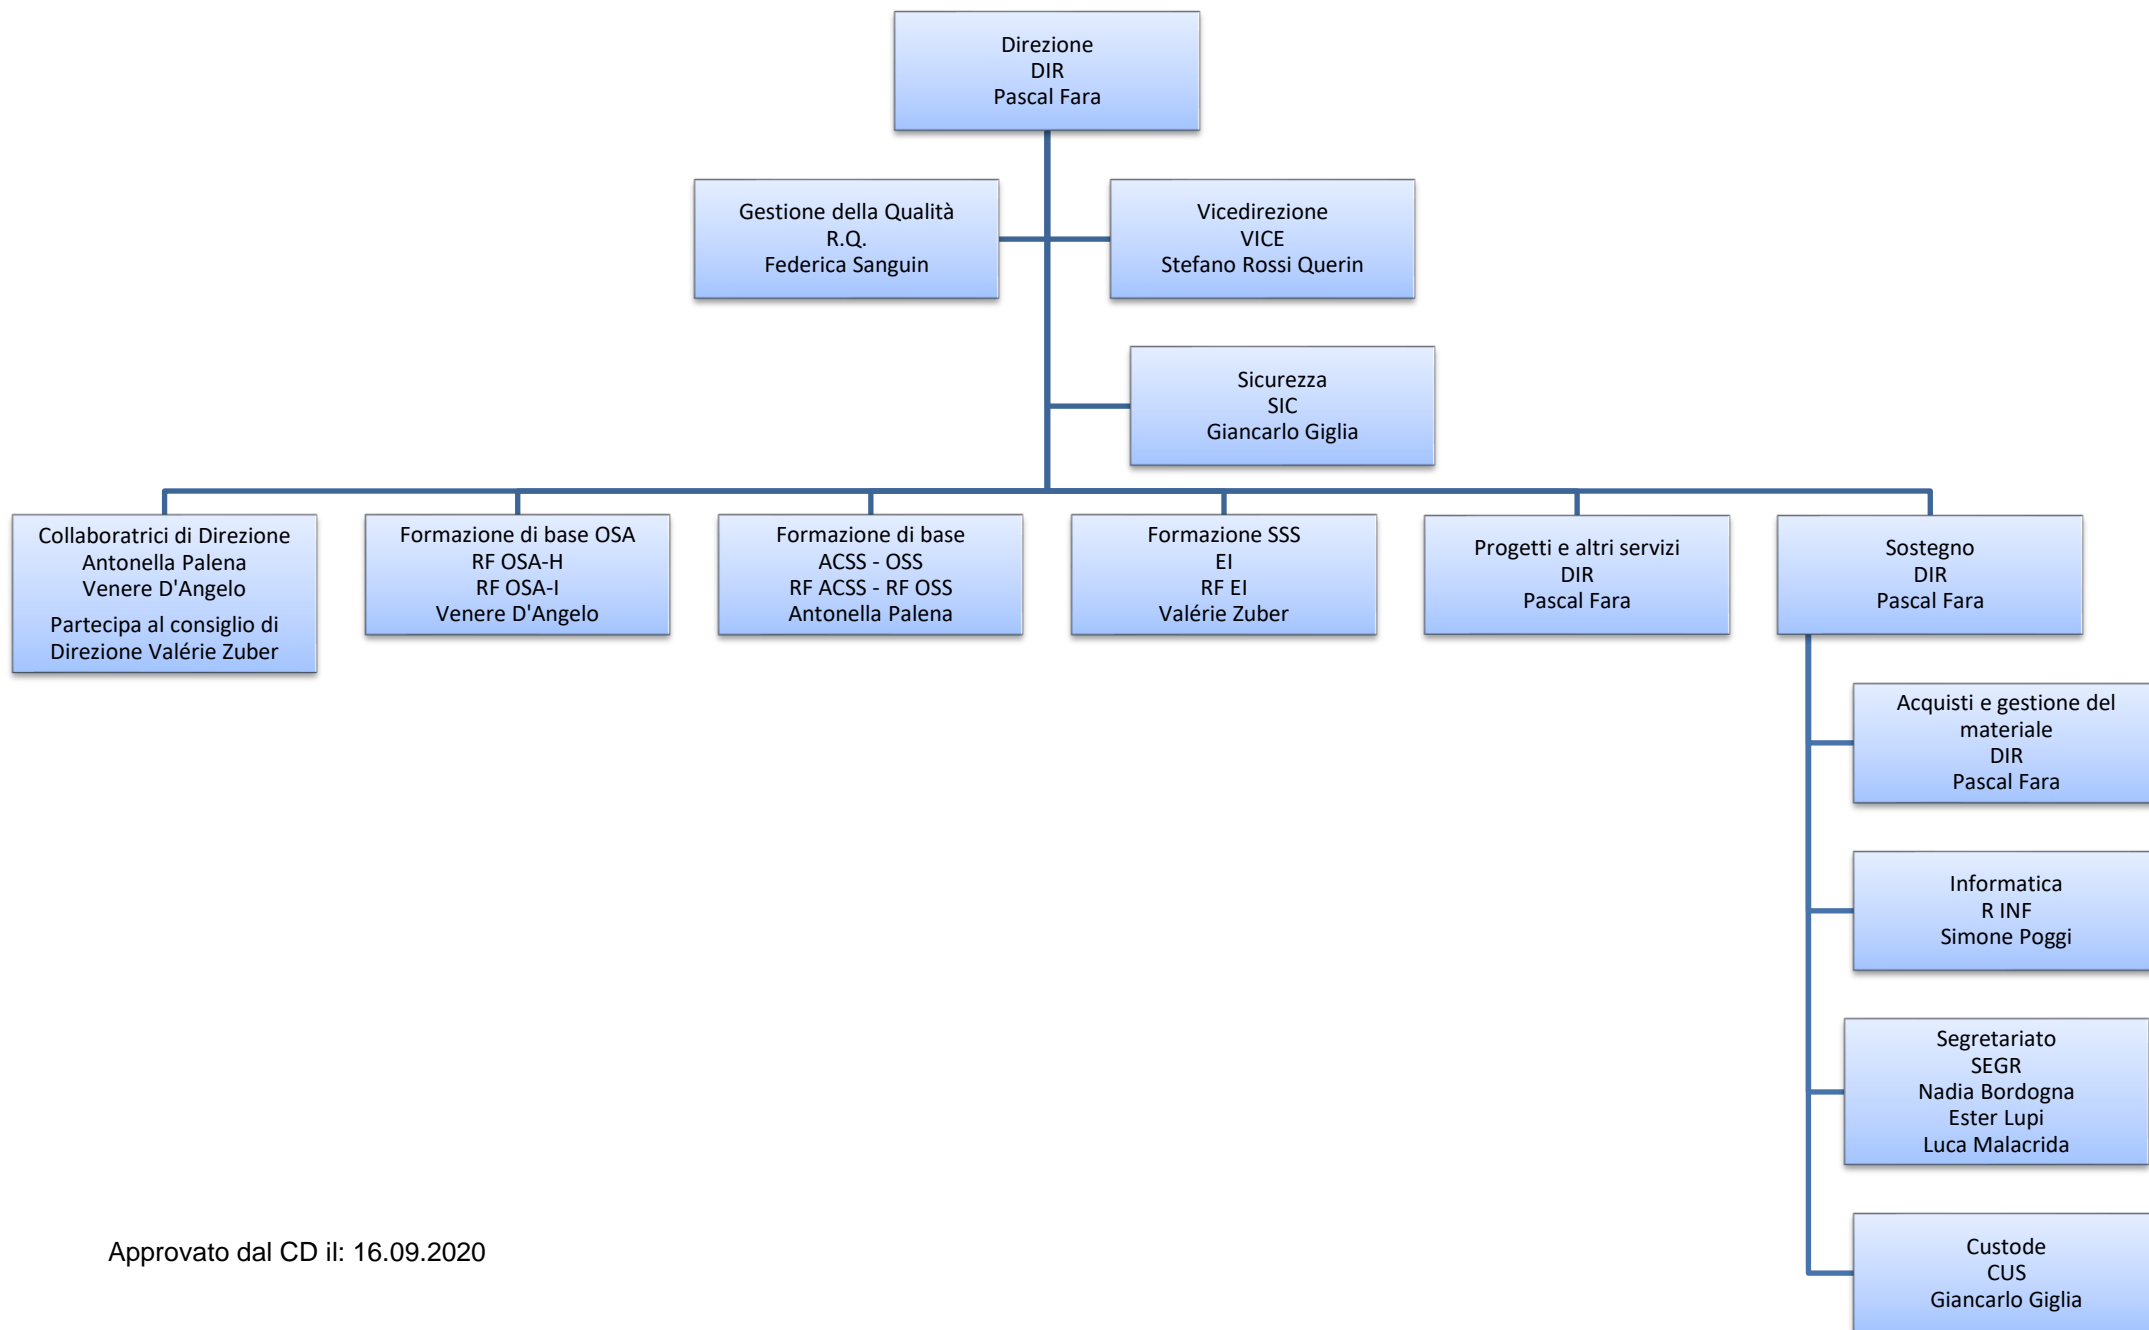 Direzione
DIR
Pascal Fara
Gestione della Qualità
R.Q.
Federica Sanguin
Vicedirezione
VICE
Stefano Rossi Querin
Sicurezza
SIC
Giancarlo Giglia
Collaboratrici di Direzione
Antonella Palena
Venere D'Angelo
Partecipa al consiglio di
Direzione Valérie Zuber
Formazione di base OSA
RF OSA-H
RF OSA-I
Venere D'Angelo
Formazione di base
ACSS - OSS
RF ACSS - RF OSS
Antonella Palena
Formazione SSS
EI
RF EI
Valérie Zuber
Progetti e altri servizi
DIR
Pascal Fara
Sostegno
DIR
Pascal Fara
Acquisti e gestione del
materiale
DIR
Pascal Fara
Informatica
R INF
Simone Poggi
Segretariato
SEGR
Nadia Bordogna
Ester Lupi
Luca Malacrida
Custode
CUS
Giancarlo Giglia
Approvato dal CD il: 16.09.2020